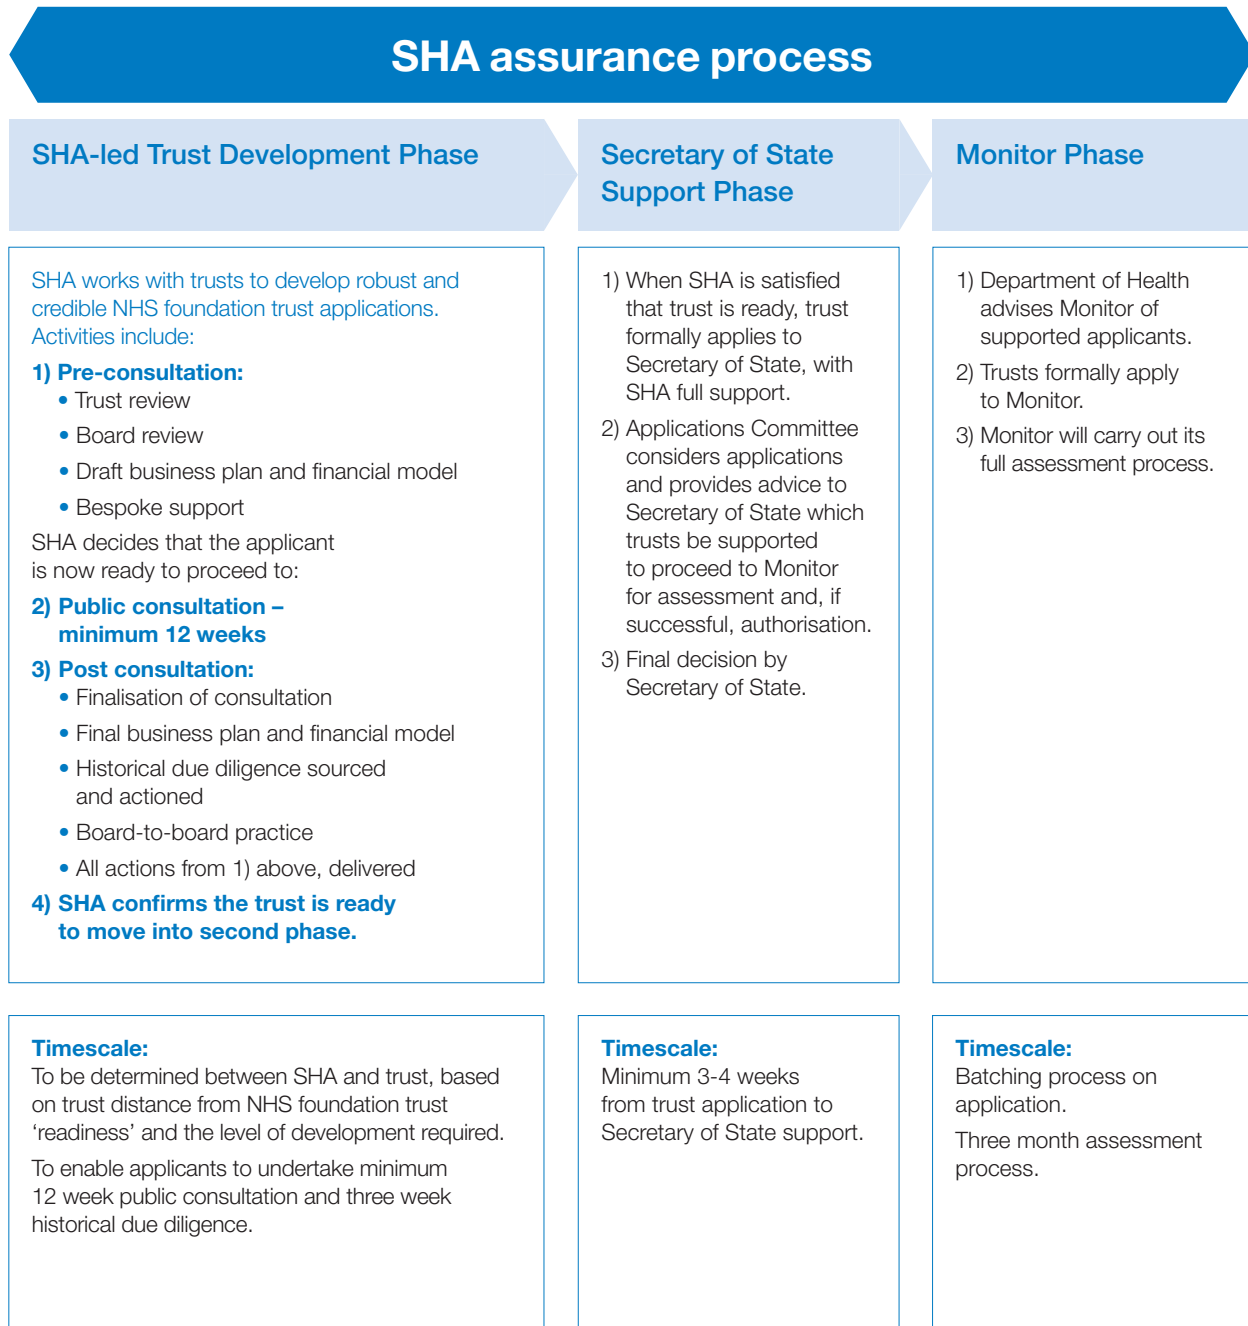 SHA assurance process
SHA-led Trust Development Phase
SHA works with trusts to develop robust and
credible NHS foundation trust applications.
Activities include:
1) Pre-consultation:
• Trust review
• Board review
• Draft business plan and financial model
• Bespoke support
SHA decides that the applicant
is now ready to proceed to:
2) Public consultation –
minimum 12 weeks
3) Post consultation:
• Finalisation of consultation
• Final business plan and financial model
• Historical due diligence sourced
and actioned
• Board-to-board practice
• All actions from 1) above, delivered
4) SHA confirms the trust is ready
to move into second phase.
Timescale:
To be determined between SHA and trust, based
on trust distance from NHS foundation trust
‘readiness’ and the level of development required.
To enable applicants to undertake minimum
12 week public consultation and three week
historical due diligence.
Secretary of State
Support Phase
1) When SHA is satisfied
that trust is ready, trust
formally applies to
Secretary of State, with
SHA full support.
2) Applications Committee
considers applications
and provides advice to
Secretary of State which
trusts be supported
to proceed to Monitor
for assessment and, if
successful, authorisation.
3) Final decision by
Secretary of State.
Timescale:
Minimum 3-4 weeks
from trust application to
Secretary of State support.
Monitor Phase
1) Department of Health
advises Monitor of
supported applicants.
2) Trusts formally apply
to Monitor.
3) Monitor will carry out its
full assessment process.
Timescale:
Batching process on
application.
Three month assessment
process.